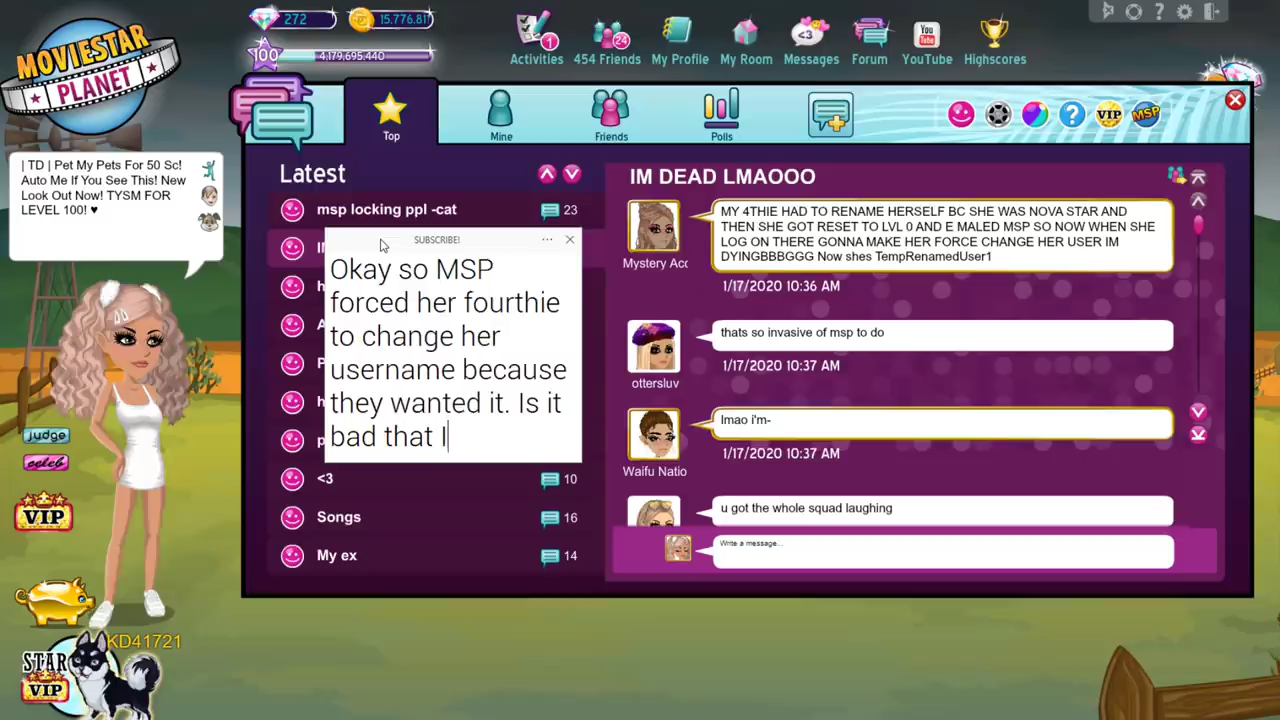 272
15.776.81
100
4,179,695,440
MOVIESTAR
PLANET
1
24
<3
You
Tube
Activities
454 Friends
My Profile
My Room
Messages
Forum
YouTube
Highscores
Top
Mine
Friends
Polls
?
VIP
MSP
| TD | Pet My Pets For 50 Sc!
Auto Me If You See This! New
Look Out Now! TYSM FOR
LEVEL 100! ♥
judge
celeb
VIP
KD41721
STAR
VIP
Latest
msp locking ppl -cat
23
<3
10
Songs
16
My ex
14
SUBSCRIBE!
Okay so MSP
forced her fourthie
to change her
username because
they wanted it. Is it
bad that I
IM DEAD LMAOOO
MY 4THIE HAD TO RENAME HERSELF BC SHE WAS NOVA STAR AND
THEN SHE GOT RESET TO LVL 0 AND E MALED MSP SO NOW WHEN SHE
LOG ON THERE GONNA MAKE HER FORCE CHANGE HER USER IM
DYINGBBBGGG Now shes TempRenamedUser1
Mystery Acc
1/17/2020 10:36 AM
thats so invasive of msp to do
ottersluv
1/17/2020 10:37 AM
lmao i'm-
Waifu Natio
1/17/2020 10:37 AM
u got the whole squad laughing
Write a message...